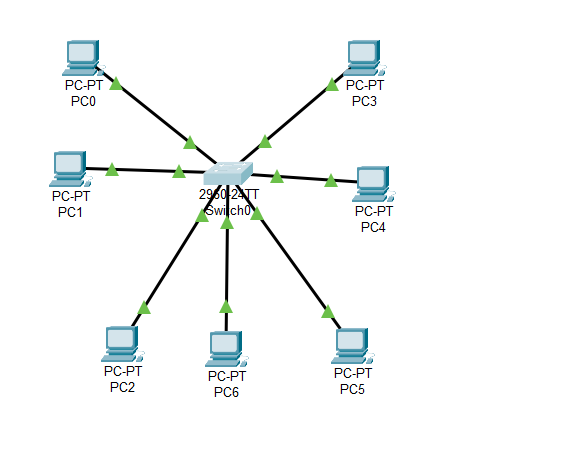 PC-PT
PC0
PC-PT
PC3
PC-PT
PC1
2960-24TT
Switch0
PC-PT
PC4
PC-PT
PC2
PC-PT
PC6
PC-PT
PC5